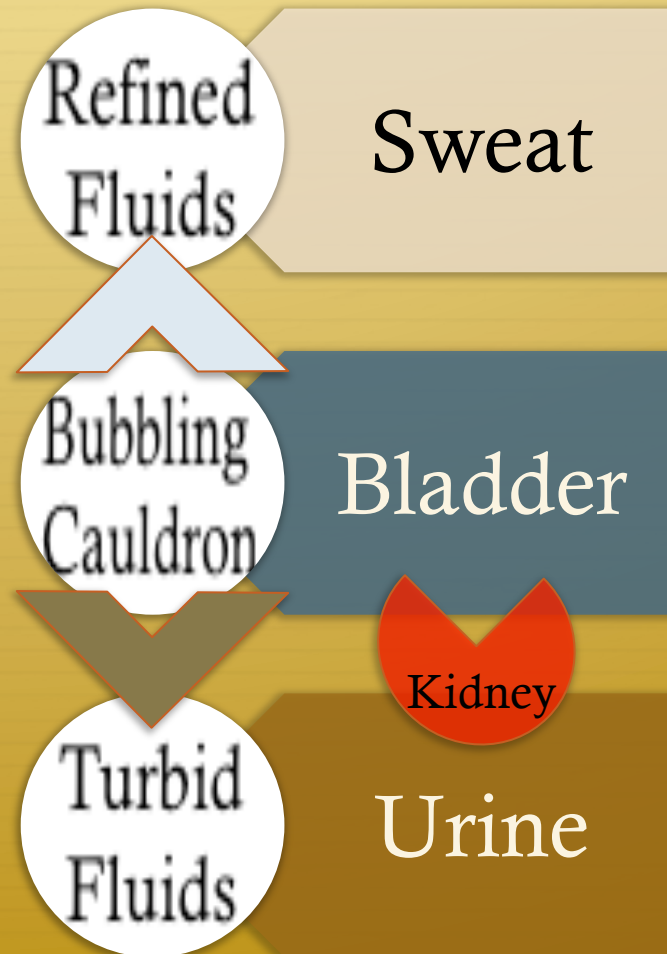 Refined
Fluids
Sweat
Bubbling
Cauldron
Bladder
Kidney
Turbid
Fluids
Urine